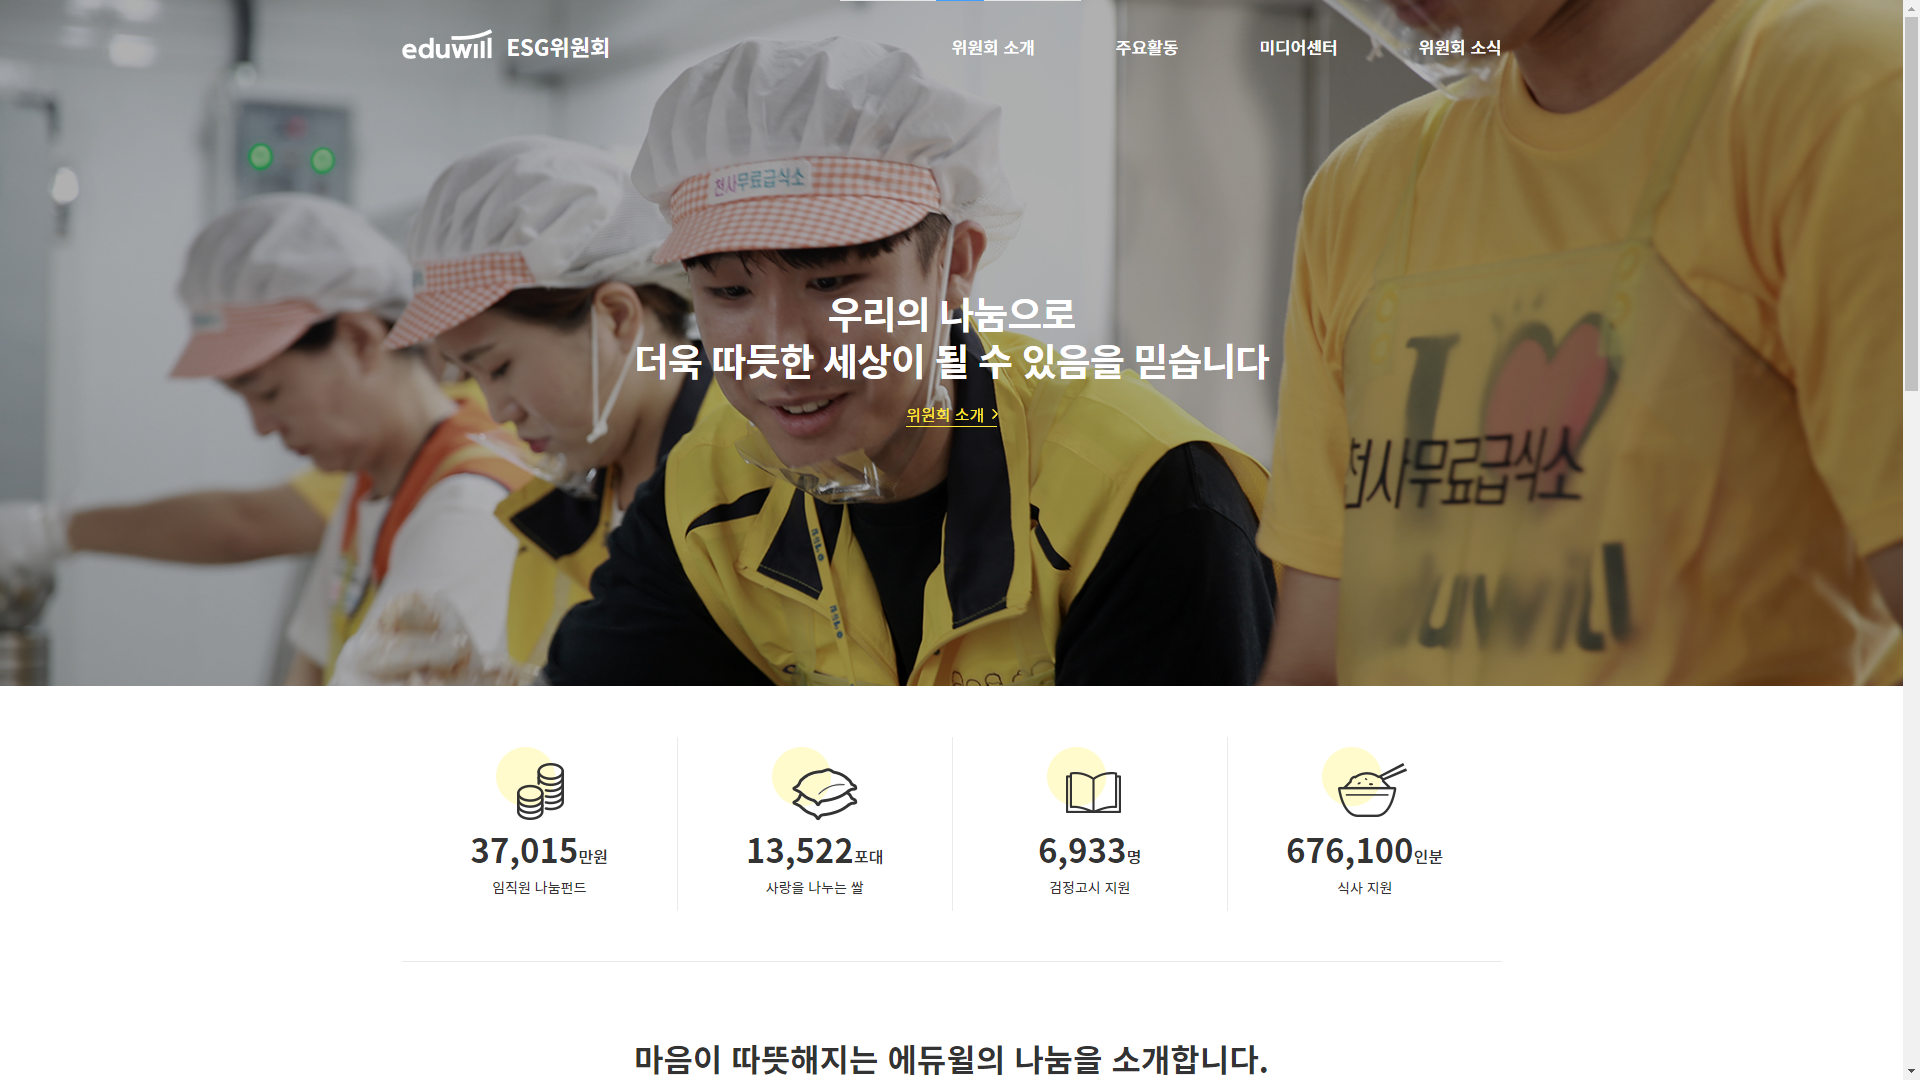 eduwill ESG위원회
위원회 소개 주요활동 미디어센터 위원회 소식
천사무료급식소
우리의 나눔으로
더욱 따듯한 세상이 될 수 있음을 믿습니다
위원회 소개
I
천사무료급식소
37,015만원
임직원 나눔펀드
13,522포대
사랑을 나누는 쌀
6,933명
검정고시 지원
676,100인분
식사 지원
마음이 따뜻해지는 에듀윌의 나눔을 소개합니다.